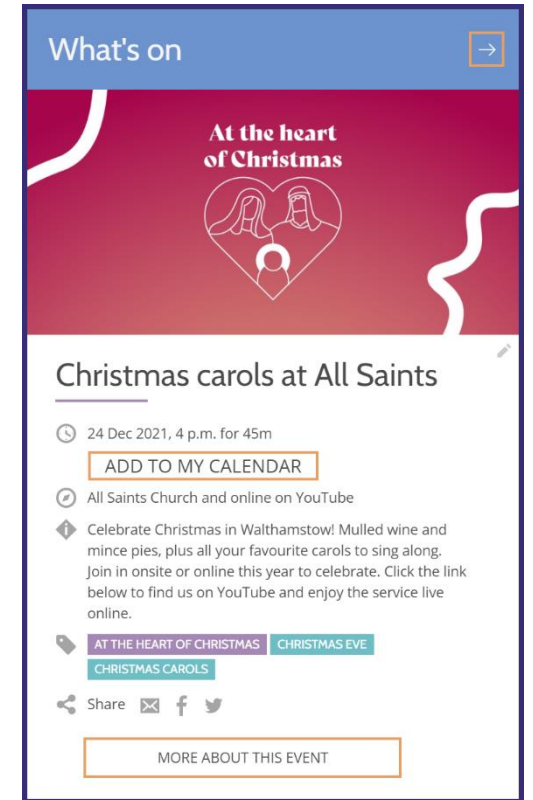 What's on
At the heart
of Christmas
Christmas carols at All Saints
24 Dec 2021, 4 p.m. for 45m
ADD TO MY CALENDAR
All Saints Church and online on YouTube
Celebrate Christmas in Walthamstow! Mulled wine and
mince pies, plus all your favourite carols to sing along.
Join in onsite or online this year to celebrate. Click the link
below to find us on YouTube and enjoy the service live
online.
AT THE HEART OF CHRISTMAS CHRISTMAS EVE
CHRISTMAS CAROLS
Share
MORE ABOUT THIS EVENT